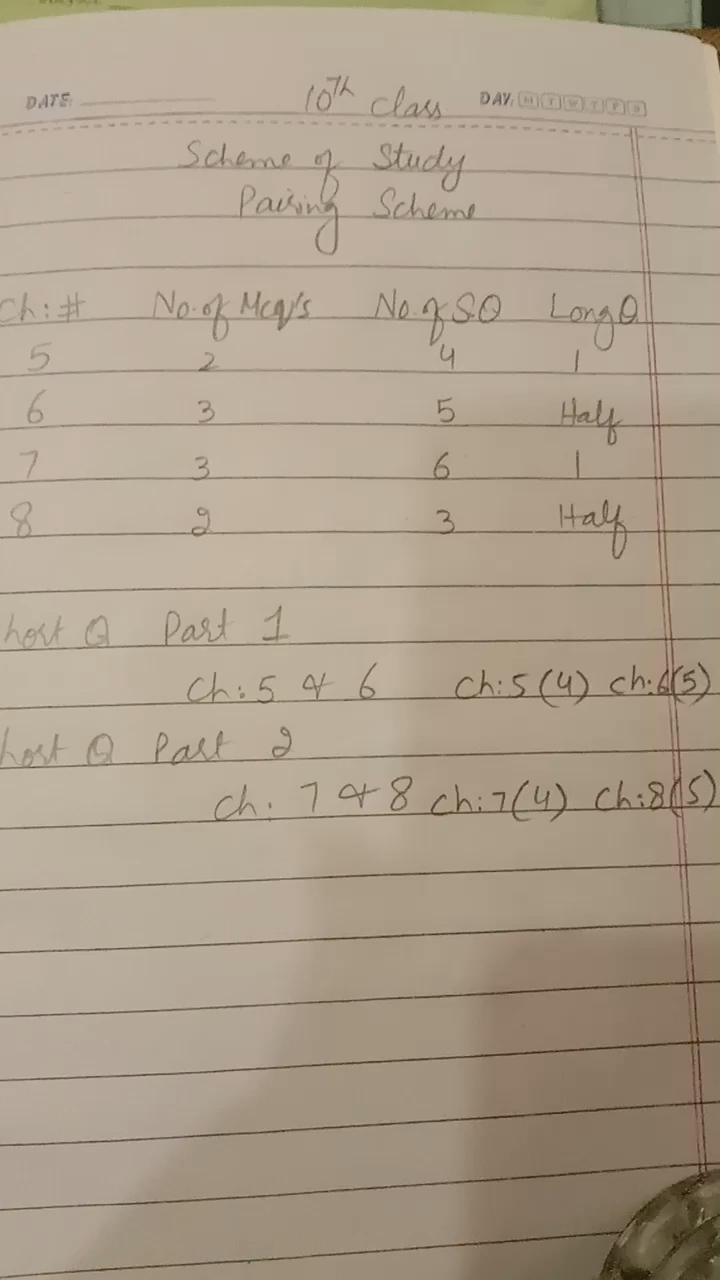 DATE: 10Th Class DAY: M T W T F S
Scheme of Study
Pairing Scheme
Ch:# No. of Mcq's No. of S.Q Long Q
5 2 4 1
6 3 5 Half
7 3 6 1
8 2 3 Half
hort Q Part 1
Ch: 5 & 6 Ch:5 (4) Ch:6(5)
hort Q Part 2
Ch: 7 & 8 Ch:7(4) Ch:8(5)